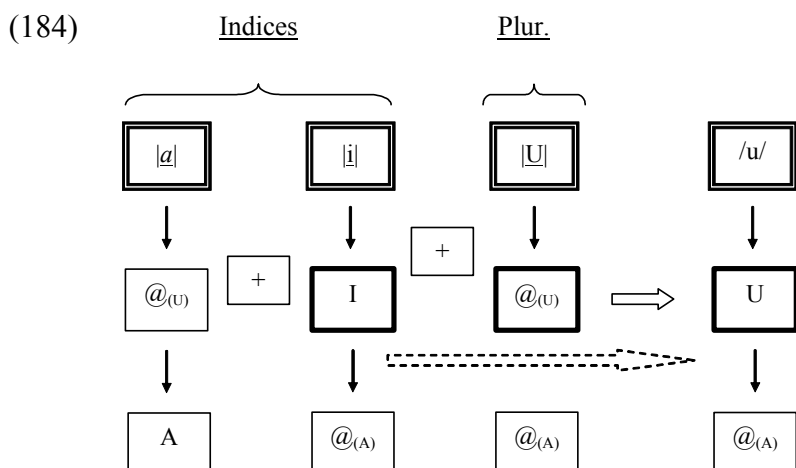 (184) Indices Plur.
|a| |i| |U| /u/
+
@(U) + I @(U) U
A @(A) @(A) @(A)